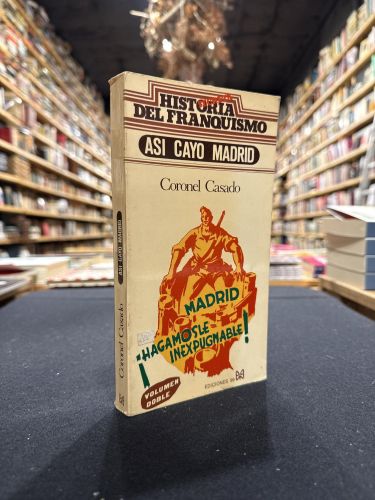 HISTORIA
DEL FRANQUISMO
ASI CAYO MADRID
Coronel Casado
MADRID
¡HAGAMOSLE
INEXPUGNABLE!
VOLUMEN
DOBLE
EDICIONES 99
ASI CAYO MADRID
Coronel Casado